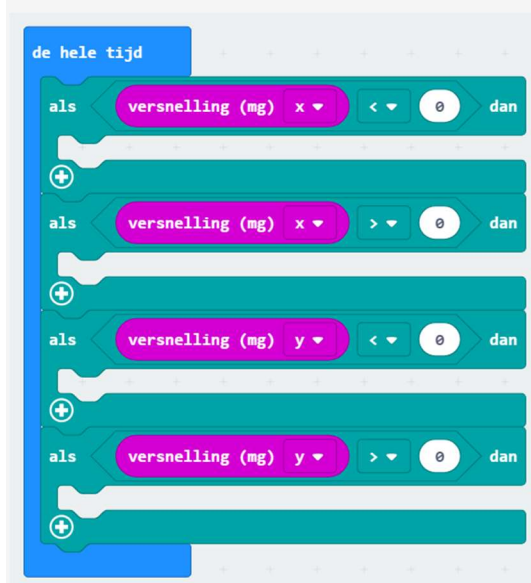 de hele tijd
als versnelling (mg) x < 0 dan
als versnelling (mg) x > 0 dan
als versnelling (mg) y < 0 dan
als versnelling (mg) y > 0 dan